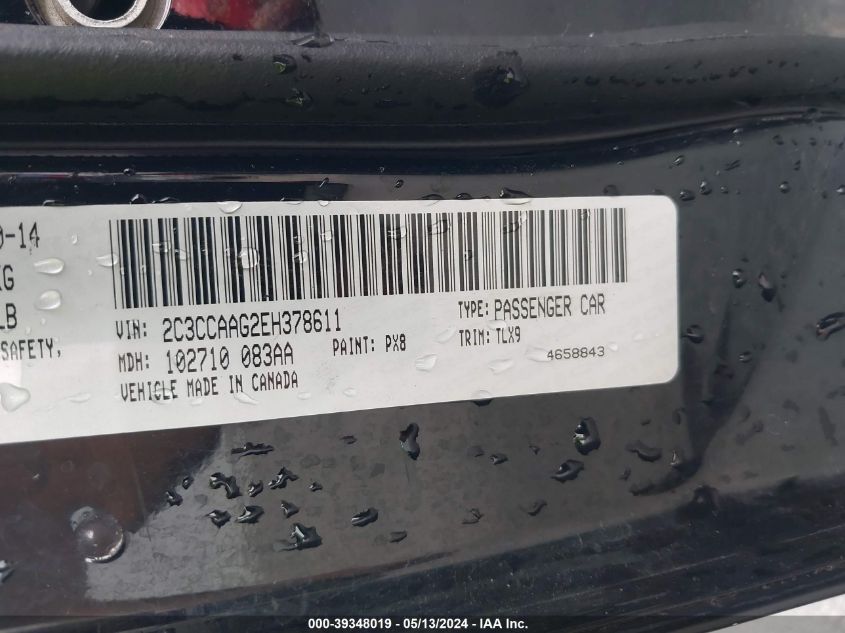 0-14
KG
LB
SAFETY,
VIN: 2C3CCAAG2EH378611
TYPE: PASSENGER CAR
MDH: 102710 083AA
PAINT: PX8
TRIM: TLX9
VEHICLE MADE IN CANADA
4658843
000-39348019 / 05/13/2024 - IAA Inc.